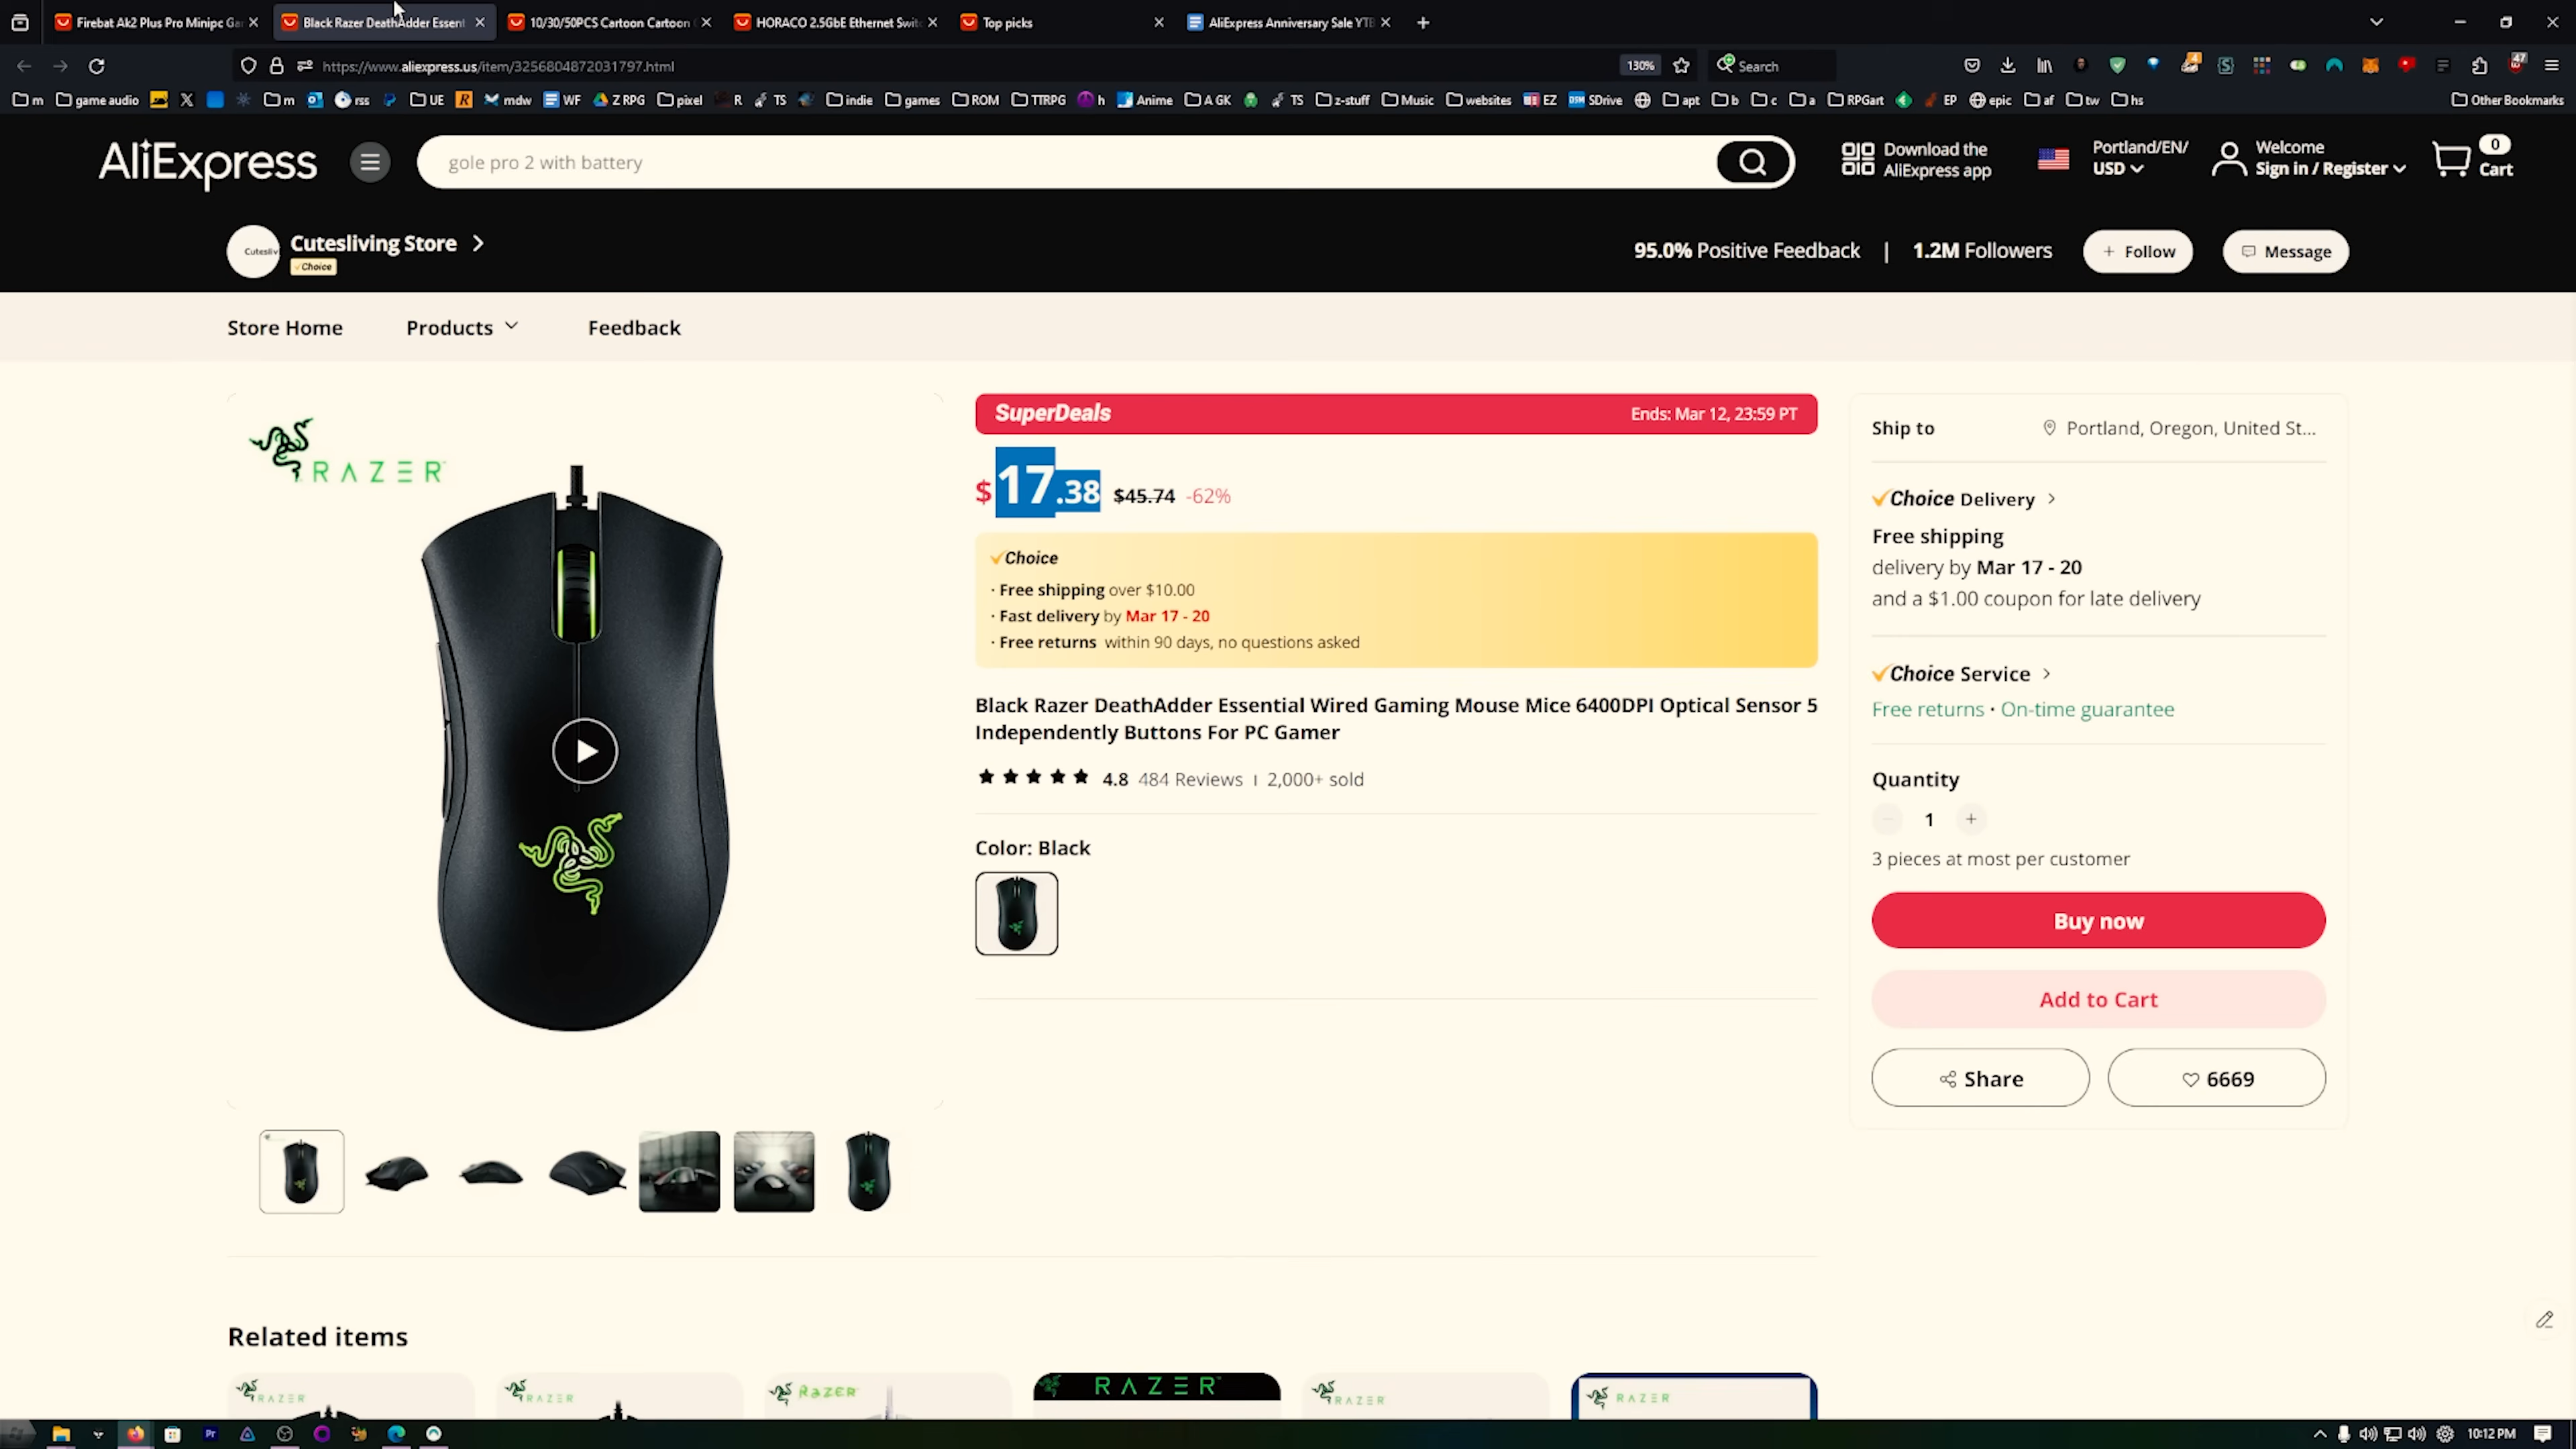 Firebat Ak2 Plus Pro Minipc Gar
Black Razer DeathAdder Essent
10/30/50PCS Cartoon Cartoon
HORACO 2.5GbE Ethernet Swit
Top picks
AliExpress Anniversary Sale YTB
https://www.aliexpress.us/item/3256804872031797.html
130%
Search
4
47
m
game audio
X
m
rss
UE
R
mdw
WF
Z RPG
pixel
R
TS
indie
games
ROM
TTRPG
h
Anime
A GK
TS
z-stuff
Music
websites
EZ
DSM SDrive
apt
b
c
a
RPGart
EP
epic
af
tw
hs
Other Bookmarks
AliExpress
gole pro 2 with battery
Download the
AliExpress app
Portland/EN/
USD
Welcome
Sign in / Register
0
Cart
Cutesliv
Cutesliving Store
Choice
95.0% Positive Feedback | 1.2M Followers
+ Follow
Message
Store Home
Products
Feedback
RAZER
SuperDeals
Ends: Mar 12, 23:59 PT
$17.38 $45.74 -62%
Choice
· Free shipping over $10.00
· Fast delivery by Mar 17 - 20
· Free returns within 90 days, no questions asked
Black Razer DeathAdder Essential Wired Gaming Mouse Mice 6400DPI Optical Sensor 5
Independently Buttons For PC Gamer
4.8 484 Reviews | 2,000+ sold
Color: Black
Ship to
Portland, Oregon, United St...
Choice Delivery
Free shipping
delivery by Mar 17 - 20
and a $1.00 coupon for late delivery
Choice Service
Free returns · On-time guarantee
Quantity
- 1 +
3 pieces at most per customer
Buy now
Add to Cart
Share
6669
Related items
RAZER
RAZER
RAZER
RAZER
RAZER
RAZER
Pr
10:12 PM